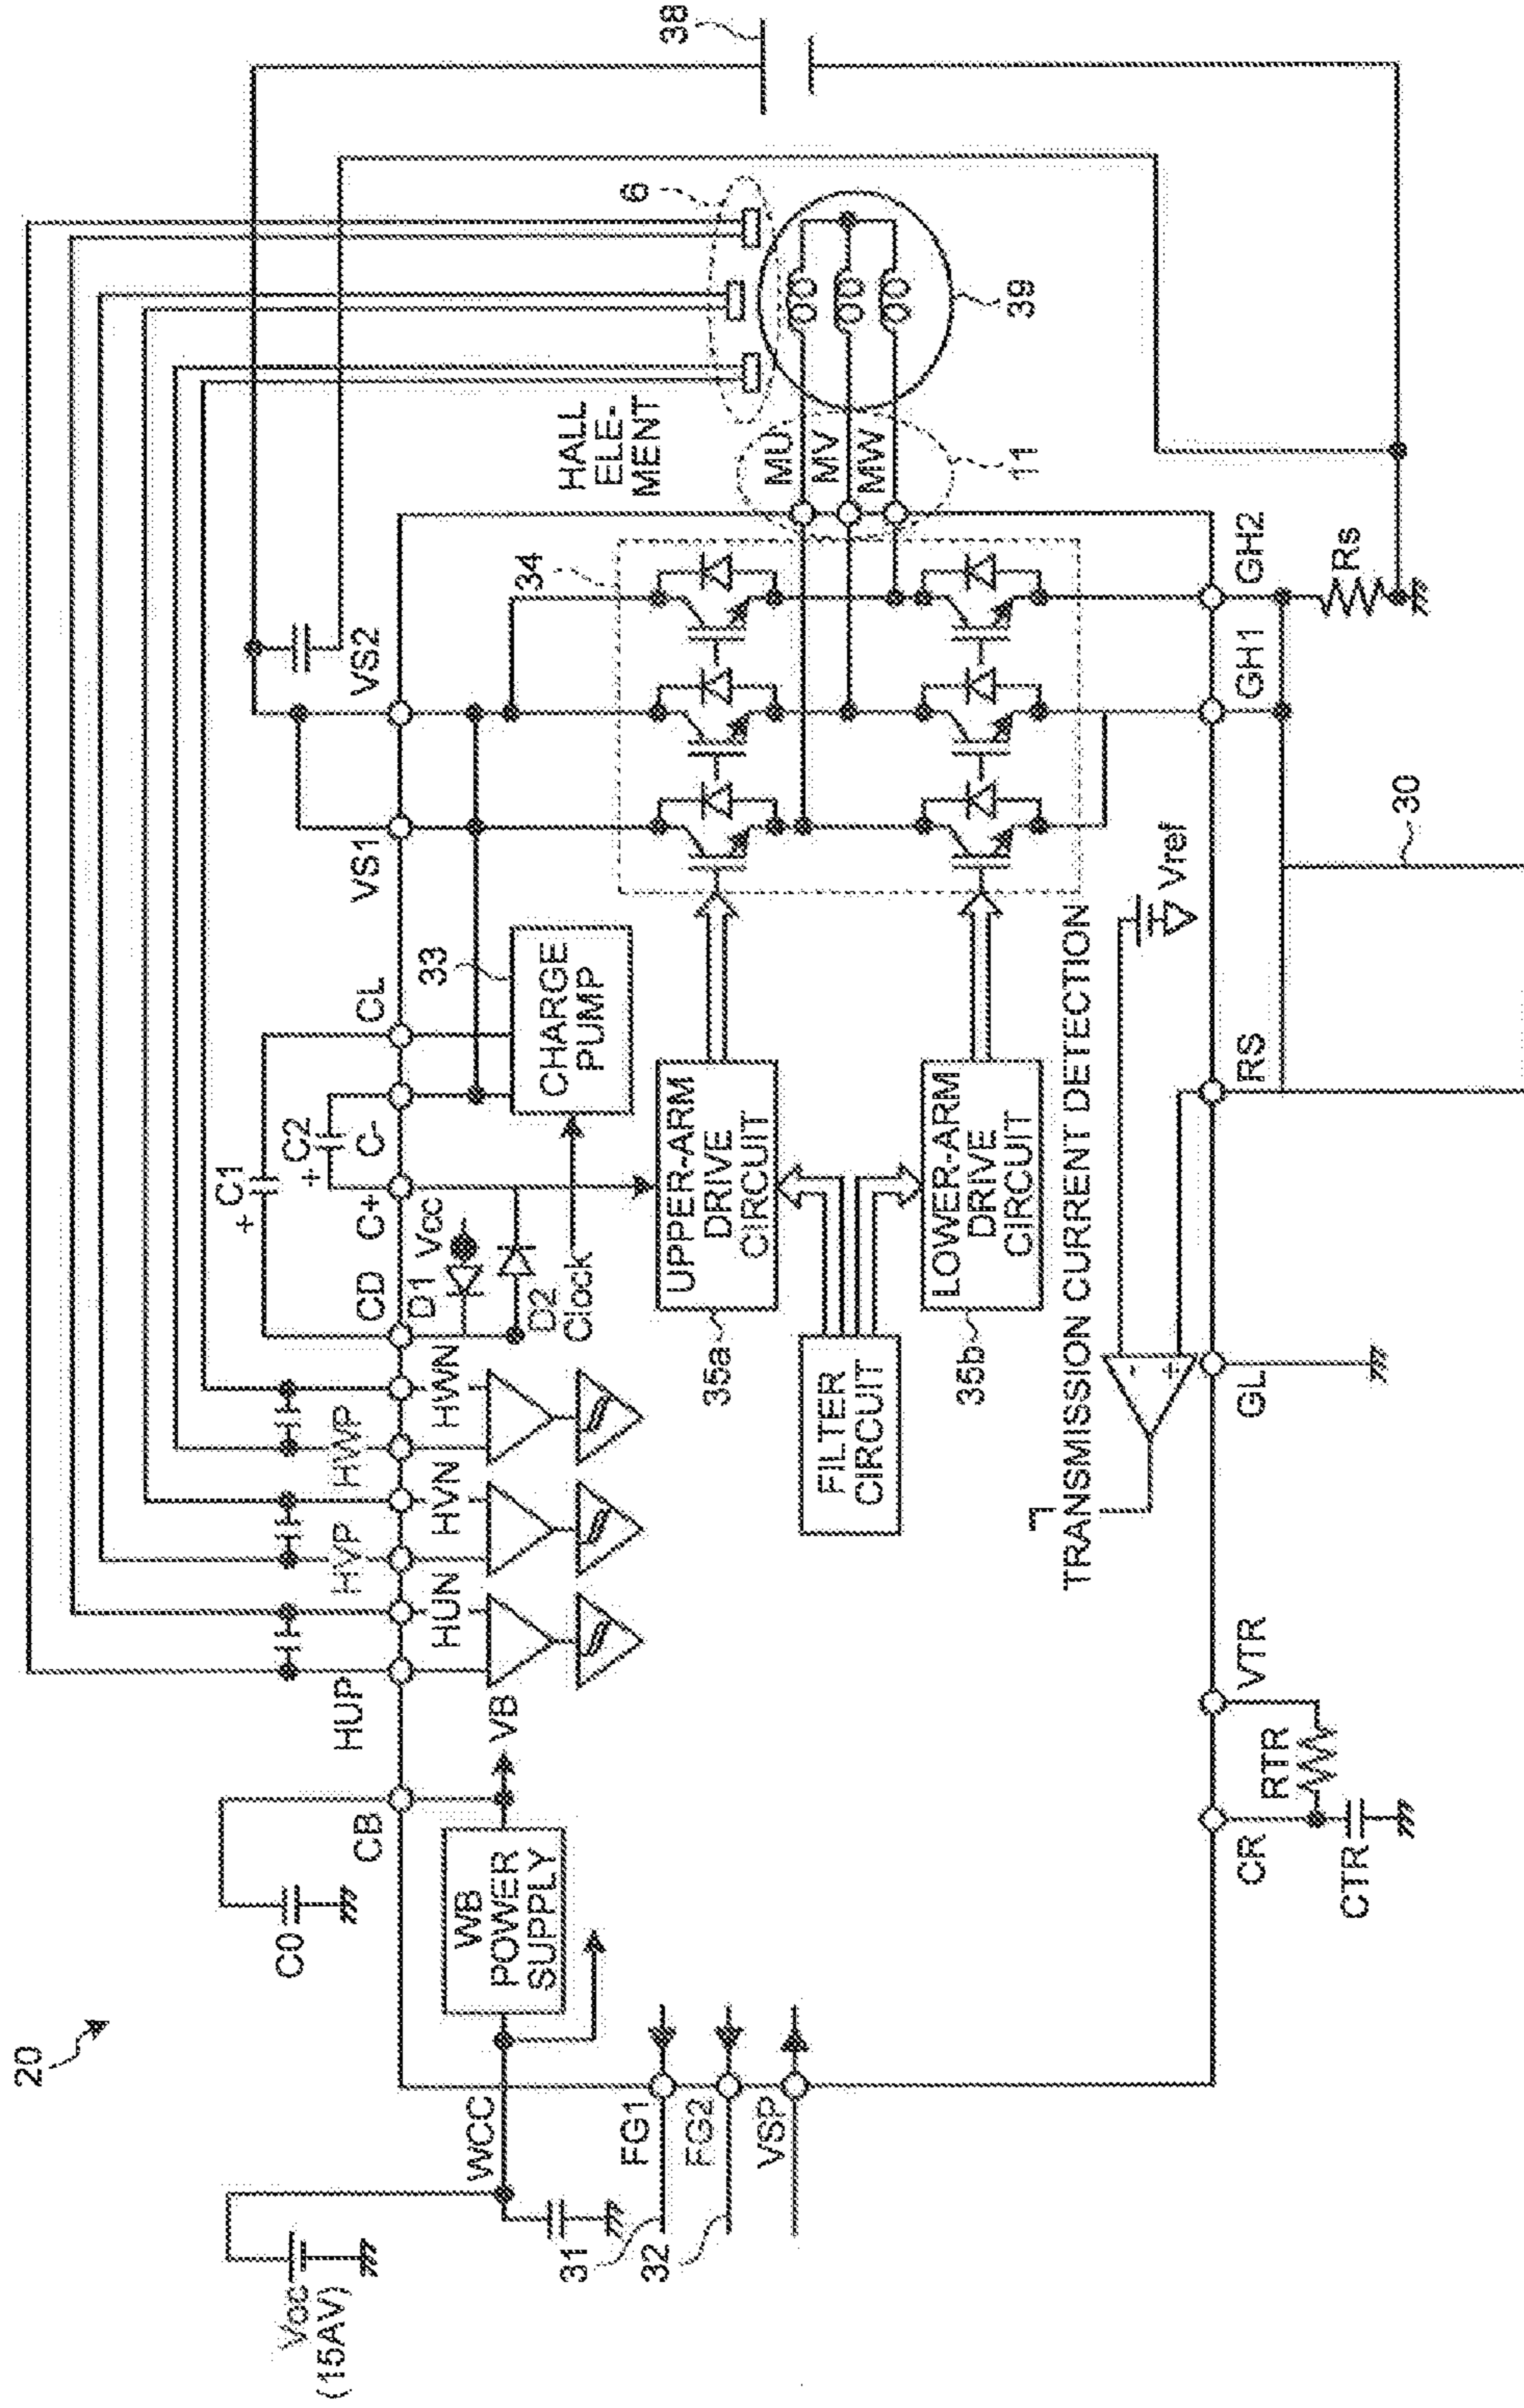 20
Vcc
(15AV)
C0
CB
HUP
HUN
HVP
HVN
HWP
HWN
CD
C+
C-
CL
C1
+
C2
+
VS1
VS2
38
6
HALL
ELE-
MENT
39
MU
MV
MW
11
34
33
CHARGE
PUMP
D1
Vcc
D2
Clock
VB
WB
POWER
SUPPLY
WCC
31
32
FG1
FG2
VSP
35a
UPPER-ARM
DRIVE
CIRCUIT
FILTER
CIRCUIT
35b
LOWER-ARM
DRIVE
CIRCUIT
TRANSMISSION CURRENT DETECTION
-
+
Vref
CR
VTR
RTR
CTR
GL
RS
30
GH1
GH2
Rs